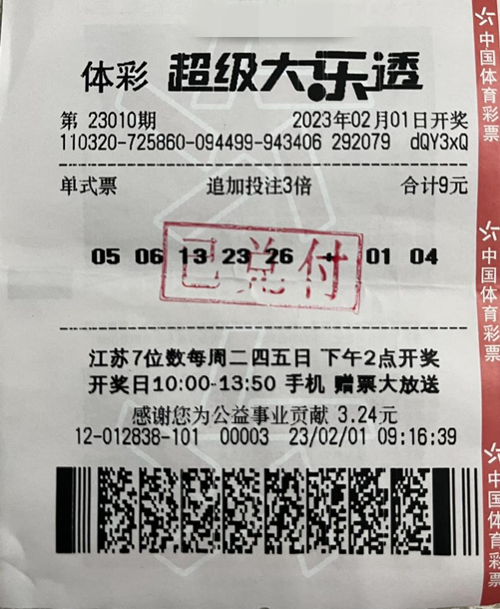 体彩 超级大乐透
第 23010期 2023年02月01日开奖
110320-725860-094499-943406 292079 dQY3xQ
单式票 追加投注3倍 合计9元
05 06 13 23 26 + 01 04
已兑付
江苏7位数每周二四五日 下午2点开奖
开奖日10:00-13:50 手机 赠票大放送
感谢您为公益事业贡献 3.24元
12-012838-101 00003 23/02/01 09:16:39
中国体育彩票
中国体育彩票
中国体育彩票